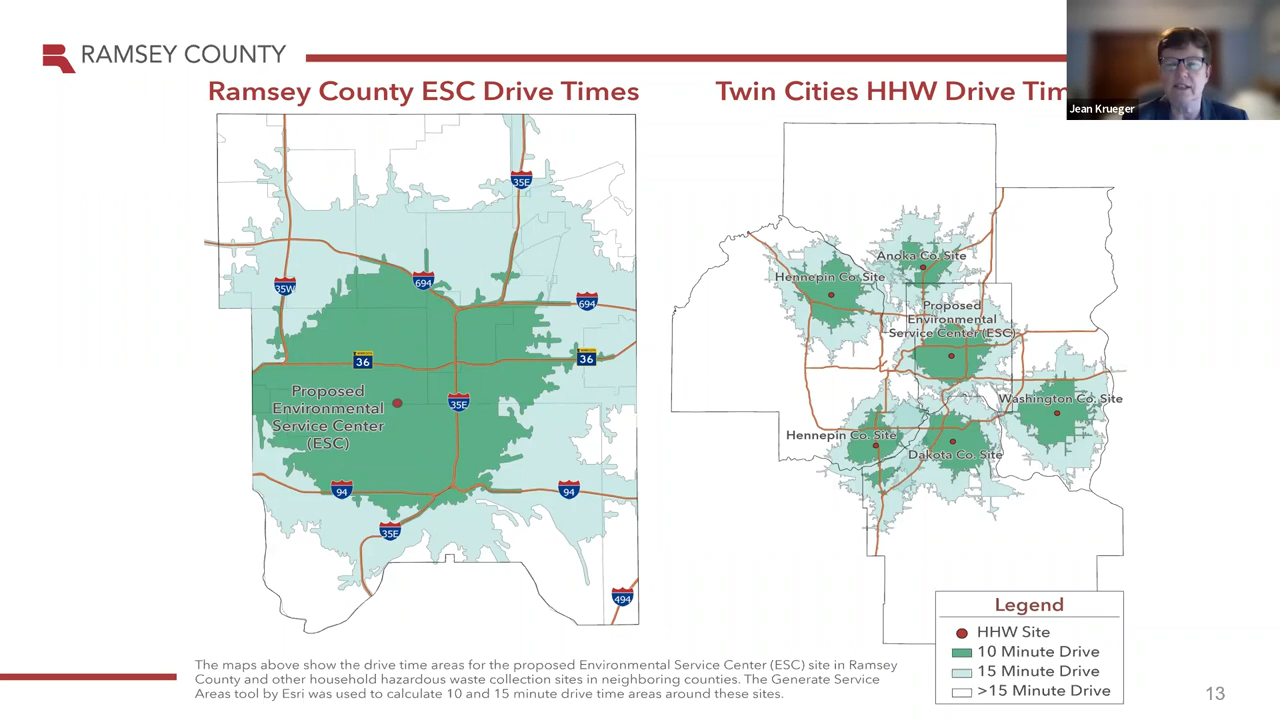 RAMSEY COUNTY
Jean Krueger
Ramsey County ESC Drive Times
35E
35W
694
694
36
36
Proposed
Environmental
Service Center
(ESC)
35E
94
94
35E
494
Twin Cities HHW Drive Tim
Anoka Co. Site
Hennepin Co. Site
Proposed
Environmental
Service Center (ESC)
Washington Co. Site
Hennepin Co. Site
Dakota Co. Site
Legend
HHW Site
10 Minute Drive
15 Minute Drive
>15 Minute Drive
The maps above show the drive time areas for the proposed Environmental Service Center (ESC) site in Ramsey
County and other household hazardous waste collection sites in neighboring counties. The Generate Service
Areas tool by Esri was used to calculate 10 and 15 minute drive time areas around these sites.
13